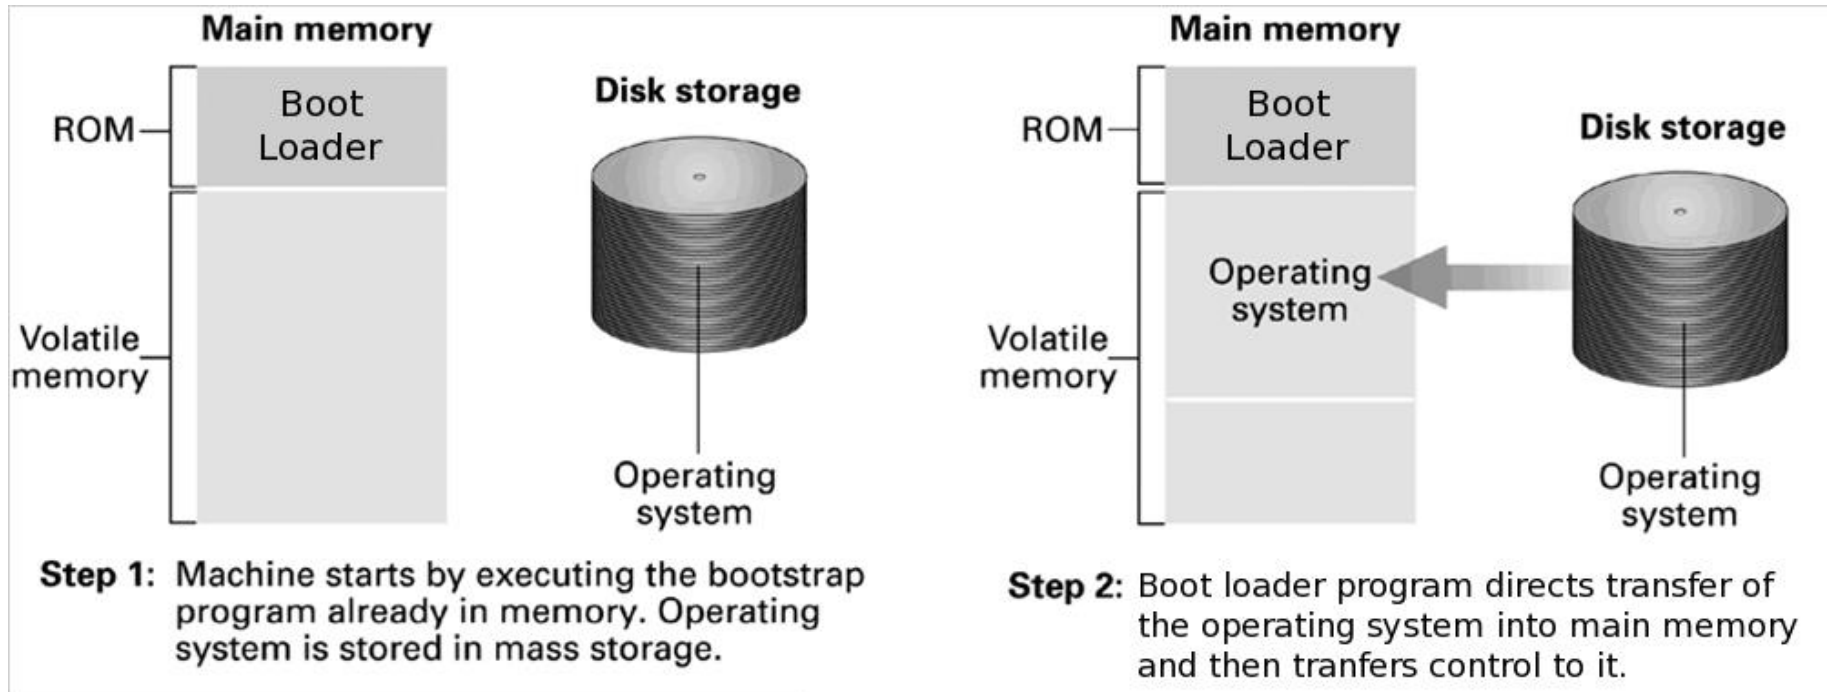 Main memory
Disk storage
ROM
Boot
Loader
Volatile
memory
Operating
system
Step 1: Machine starts by executing the bootstrap
program already in memory. Operating
system is stored in mass storage.
Main memory
Disk storage
ROM
Boot
Loader
Operating
system
Volatile
memory
Operating
system
Step 2: Boot loader program directs transfer of
the operating system into main memory
and then tranfers control to it.